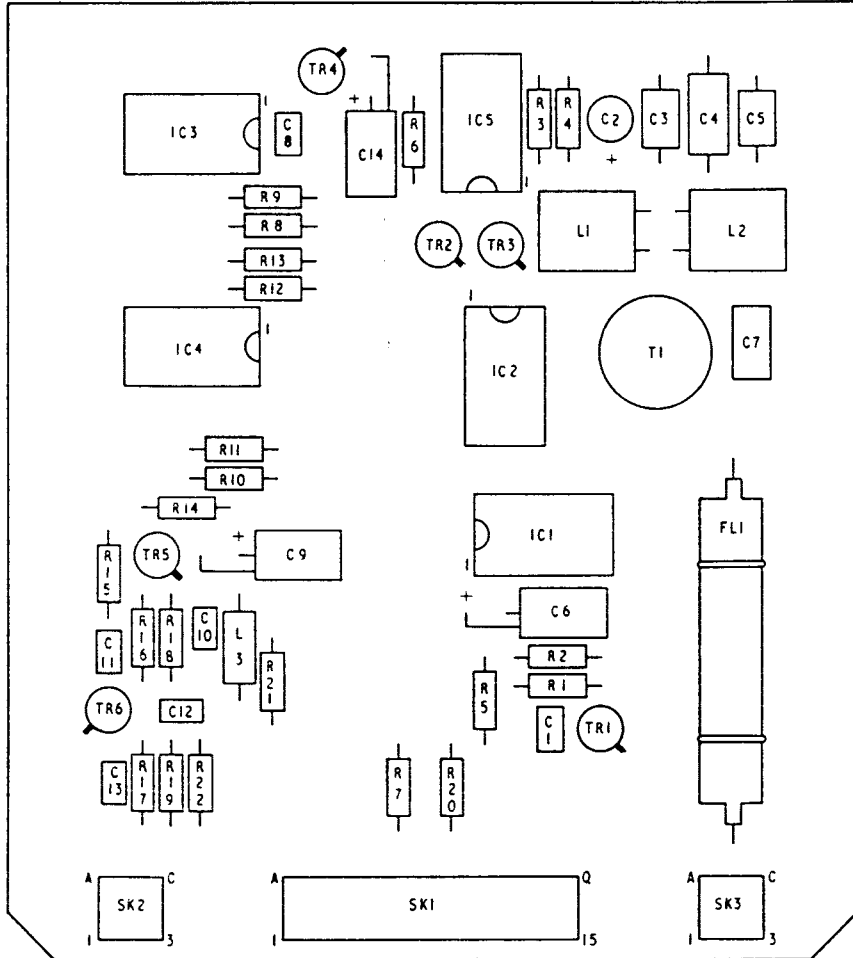 TR4
IC3
1
C8
+
C14
R6
IC5
1
R3
R4
C2
+
C3
C4
C5
R9
R8
R13
R12
TR2
TR3
L1
L2
IC4
1
1
IC2
T1
C7
R11
R10
R14
R15
TR5
+
C9
IC1
1
FL1
+
C6
C11
R16
R18
C10
L3
R21
R2
R1
R5
C1
TR1
TR6
C12
C13
R17
R19
R22
R7
R20
A
C
SK2
1
3
A
Q
SK1
1
15
A
C
SK3
1
3